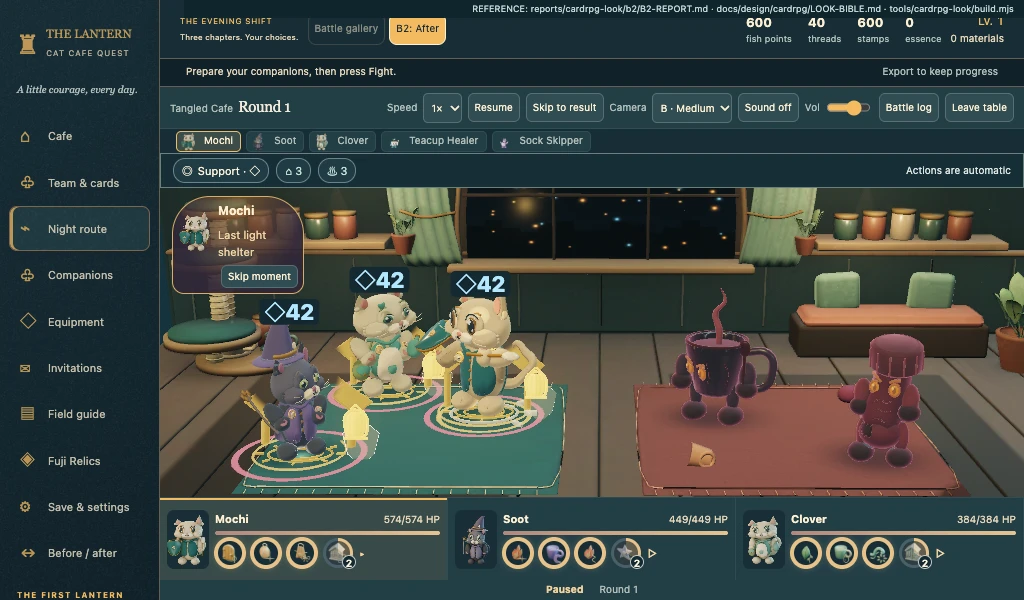 REFERENCE: reports/cardrpg-look/b2/B2-REPORT.md · docs/design/cardrpg/LOOK-BIBLE.md · tools/cardrpg-look/build.mjs
THE LANTERN
CAT CAFE QUEST
A little courage, every day.
Cafe
Team & cards
Night route
Companions
Equipment
Invitations
Field guide
Fuji Relics
Save & settings
Before / after
THE FIRST LANTERN
THE EVENING SHIFT
Three chapters. Your choices.
Battle gallery
B2: After
600
fish points
40
threads
600
stamps
0
essence
LV. 1
0 materials
Prepare your companions, then press Fight.
Export to keep progress
Tangled Cafe Round 1
Speed 1x Resume Skip to result Camera B · Medium Sound off Vol Battle log Leave table
Mochi Soot Clover Teacup Healer Sock Skipper
Support · ◇ 3 3
Actions are automatic
Mochi
Last light
shelter
Skip moment
◇42
◇42
◇42
Mochi 574/574 HP
2
Soot 449/449 HP
2
Clover 384/384 HP
2
Paused Round 1